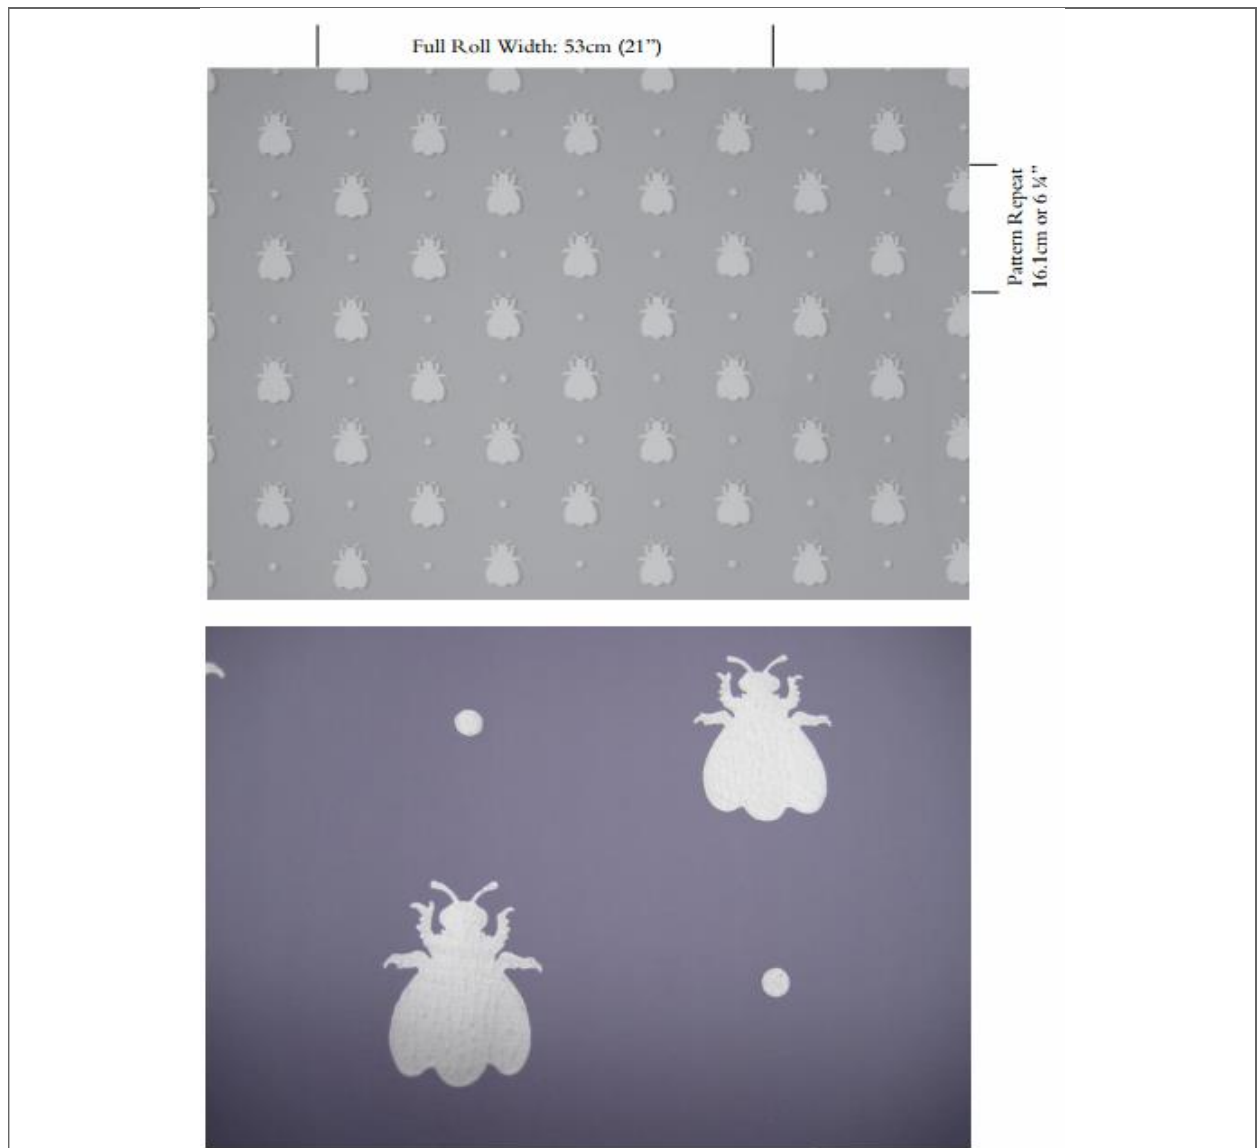 Full Roll Width: 53cm (21”)
Pattern Repeat
16.1cm or 6 ¼”